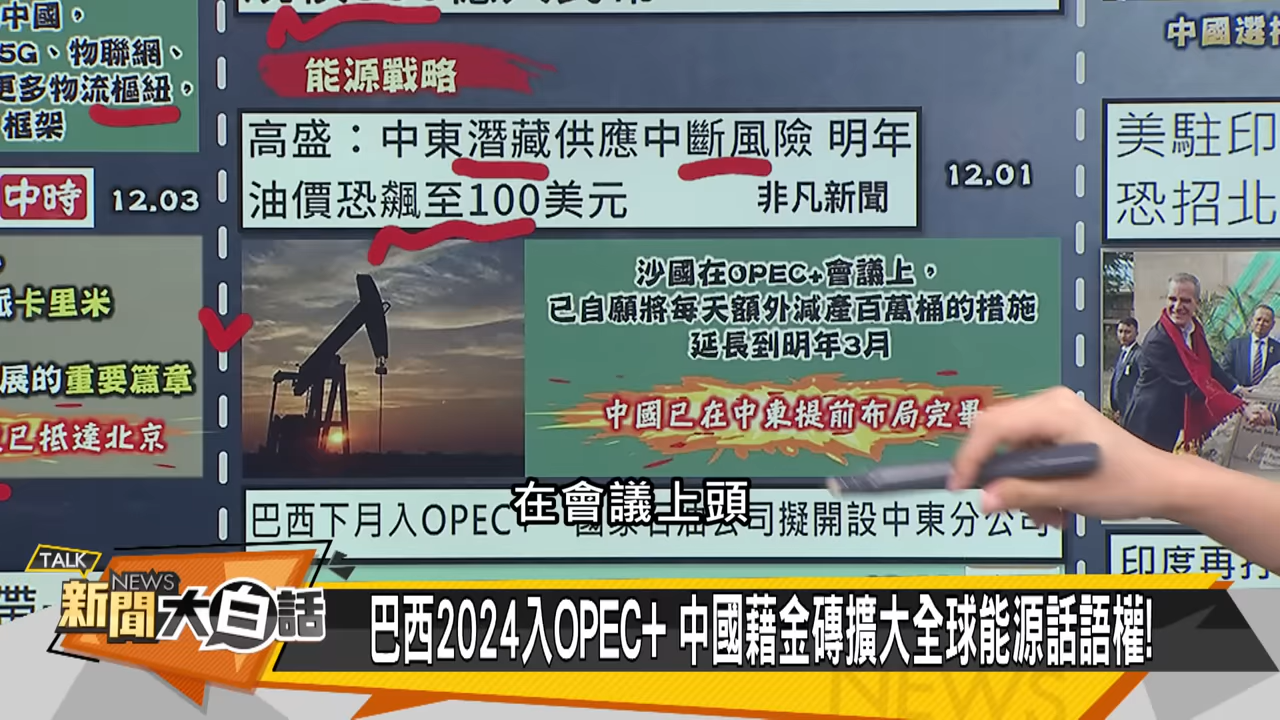 中國，
5G、物聯網、
更多物流樞紐，
框架
中時 12.03
卡里米
展的重要篇章
已抵達北京
能源戰略
高盛：中東潛藏供應中斷風險 明年
油價恐飆至100美元 非凡新聞
12.01
沙國在OPEC+會議上，
已自願將每天額外減產百萬桶的措施
延長到明年3月
中國已在中東提前布局完畢
巴西下月入OPEC+ 國家石油公司擬開設中東分公司
在會議上頭
中國選
美駐印
恐招北
印度再
TALK
NEWS
新聞大白話
巴西2024入OPEC+ 中國藉金磚擴大全球能源話語權!
NEWS